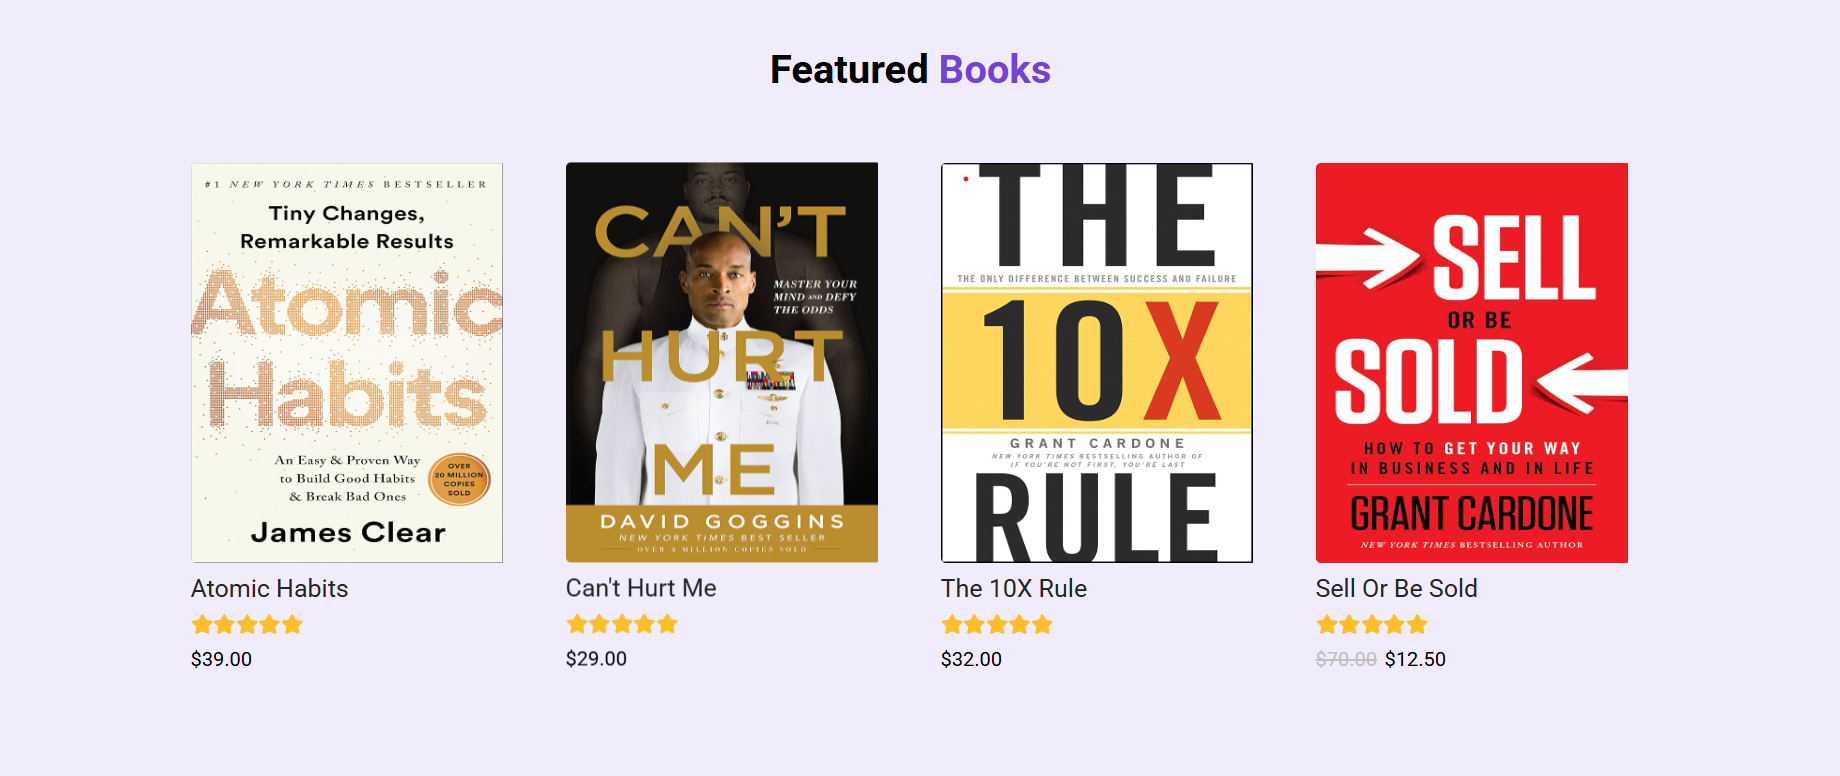 Featured Books
#1 NEW YORK TIMES BESTSELLER
Tiny Changes,
Remarkable Results
Atomic
Habits
An Easy & Proven Way
to Build Good Habits
& Break Bad Ones
OVER
20 MILLION
COPIES
SOLD
James Clear
Atomic Habits
$39.00
CAN'T
MASTER YOUR
MIND AND DEFY
THE ODDS
HURT
ME
DAVID GOGGINS
NEW YORK TIMES BEST SELLER
OVER 4 MILLION COPIES SOLD
Can't Hurt Me
$29.00
THE
THE ONLY DIFFERENCE BETWEEN SUCCESS AND FAILURE
10X
GRANT CARDONE
NEW YORK TIMES BESTSELLING AUTHOR OF
IF YOU'RE NOT FIRST, YOU'RE LAST
RULE
The 10X Rule
$32.00
SELL
OR BE
SOLD
HOW TO GET YOUR WAY
IN BUSINESS AND IN LIFE
GRANT CARDONE
NEW YORK TIMES BESTSELLING AUTHOR
Sell Or Be Sold
$70.00 $12.50